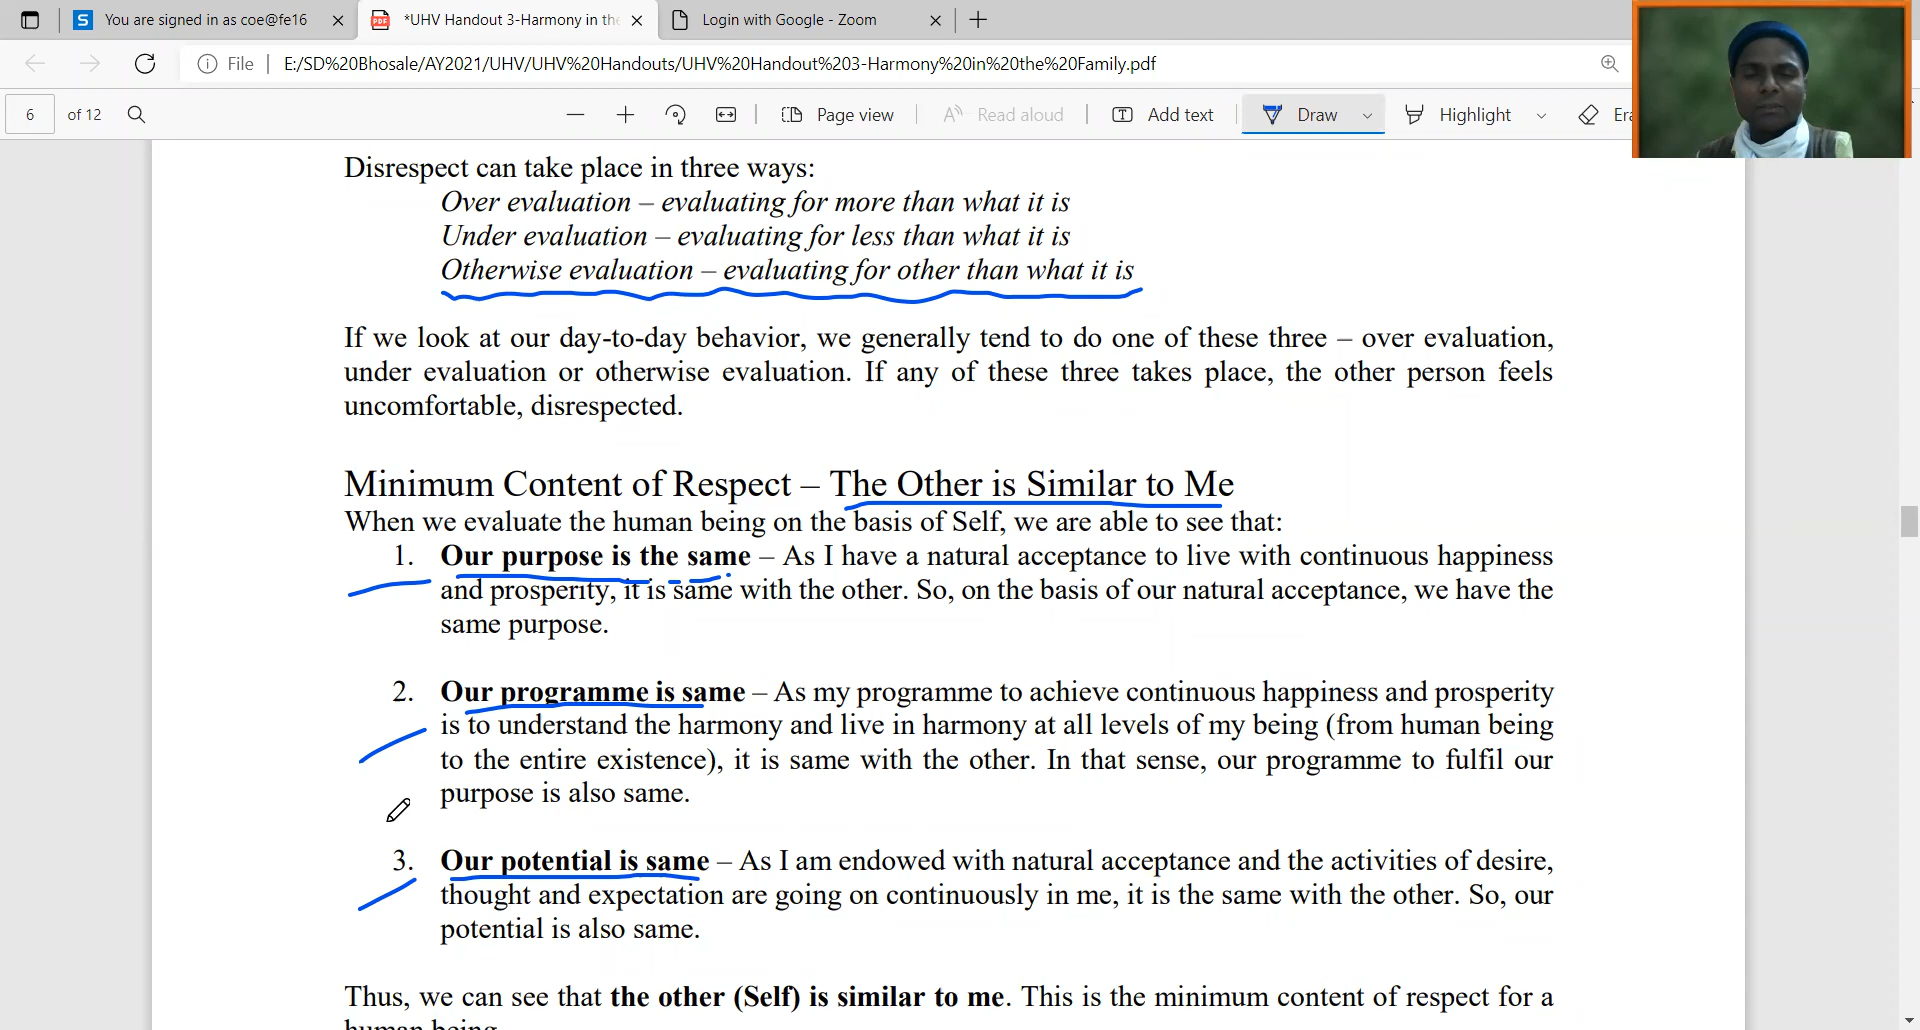 You are signed in as coe@fe16
*UHV Handout 3-Harmony in the
Login with Google - Zoom
File
E:/SD%20Bhosale/AY2021/UHV/UHV%20Handouts/UHV%20Handout%203-Harmony%20in%20the%20Family.pdf
6 of 12
Page view
Read aloud
Add text
Draw
Highlight
Disrespect can take place in three ways:
Over evaluation – evaluating for more than what it is
Under evaluation – evaluating for less than what it is
Otherwise evaluation – evaluating for other than what it is
If we look at our day-to-day behavior, we generally tend to do one of these three – over evaluation,
under evaluation or otherwise evaluation. If any of these three takes place, the other person feels
uncomfortable, disrespected.
Minimum Content of Respect – The Other is Similar to Me
When we evaluate the human being on the basis of Self, we are able to see that:
1. Our purpose is the same – As I have a natural acceptance to live with continuous happiness
and prosperity, it is same with the other. So, on the basis of our natural acceptance, we have the
same purpose.
2. Our programme is same – As my programme to achieve continuous happiness and prosperity
is to understand the harmony and live in harmony at all levels of my being (from human being
to the entire existence), it is same with the other. In that sense, our programme to fulfil our
purpose is also same.
3. Our potential is same – As I am endowed with natural acceptance and the activities of desire,
thought and expectation are going on continuously in me, it is the same with the other. So, our
potential is also same.
Thus, we can see that the other (Self) is similar to me. This is the minimum content of respect for a
human being.